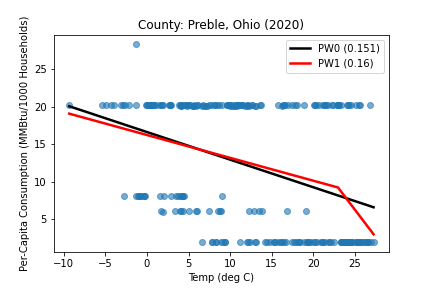 County: Preble, Ohio (2020)
PW0 (0.151)
PW1 (0.16)
Per-Capita Consumption (MMBtu/1000 Households)
25
20
15
10
5
-10 -5 0 5 10 15 20 25
Temp (deg C)